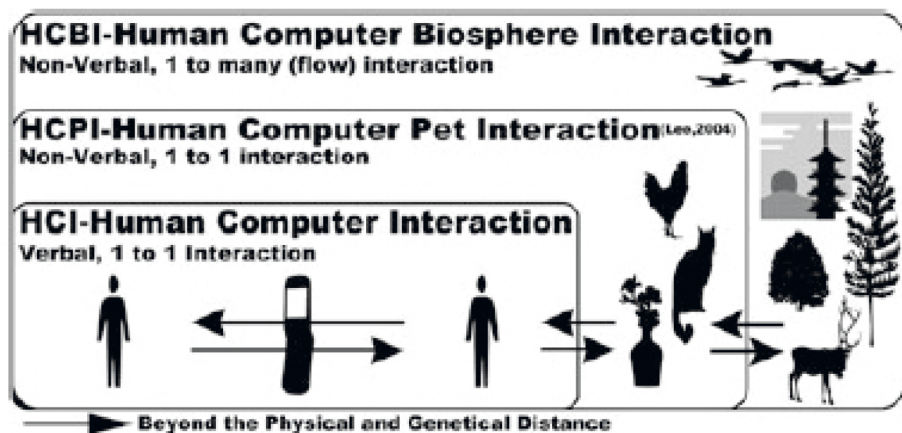 HCBI-Human Computer Biosphere Interaction
Non-Verbal, 1 to many (flow) interaction
HCPI-Human Computer Pet Interaction(Lee,2004)
Non-Verbal, 1 to 1 interaction
HCI-Human Computer Interaction
Verbal, 1 to 1 Interaction
Beyond the Physical and Genetical Distance